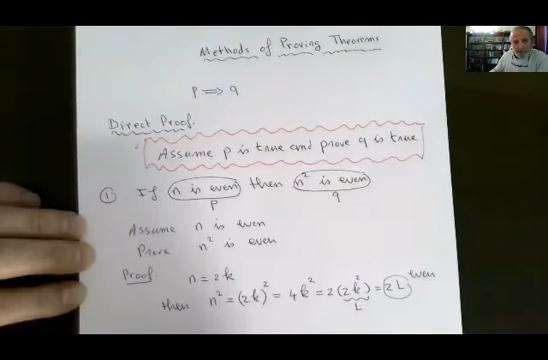 Methods of Proving Theorems
p ⟹ q
Direct Proof.
Assume p is true and prove q is true
① If n is even then n² is even
p q
Assume n is even
Prove n² is even
Proof n = 2k
then n² = (2k)² = 4k² = 2(2k²) = 2L even
L